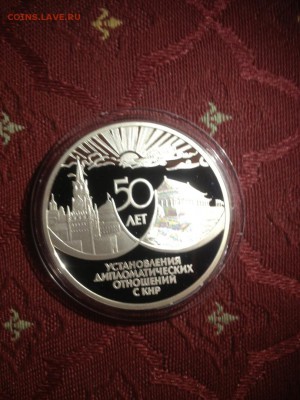 COINS.LAVE.RU
50
ЛЕТ
УСТАНОВЛЕНИЯ
ДИПЛОМАТИЧЕСКИХ
ОТНОШЕНИЙ
С КНР